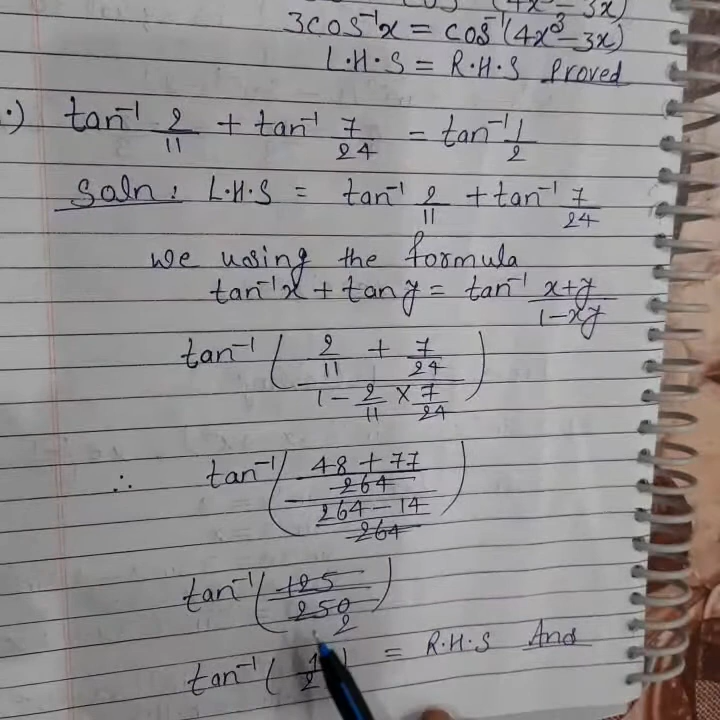 3cos⁻¹x = cos⁻¹(4x³ − 3x)
L.H.S = R.H.S Proved
.) tan⁻¹ 2/11 + tan⁻¹ 7/24 = tan⁻¹ 1/2
Soln: L.H.S = tan⁻¹ 2/11 + tan⁻¹ 7/24
we using the formula
tan⁻¹x + tan y = tan⁻¹ x+y/1−xy
tan⁻¹ ( 2/11 + 7/24 / 1 − 2/11 × 7/24 )
∴ tan⁻¹ ( 48 + 77/264 / 264 − 14/264 )
tan⁻¹ ( 125/250 2 )
tan⁻¹ ( 1/2 ) = R.H.S Ans